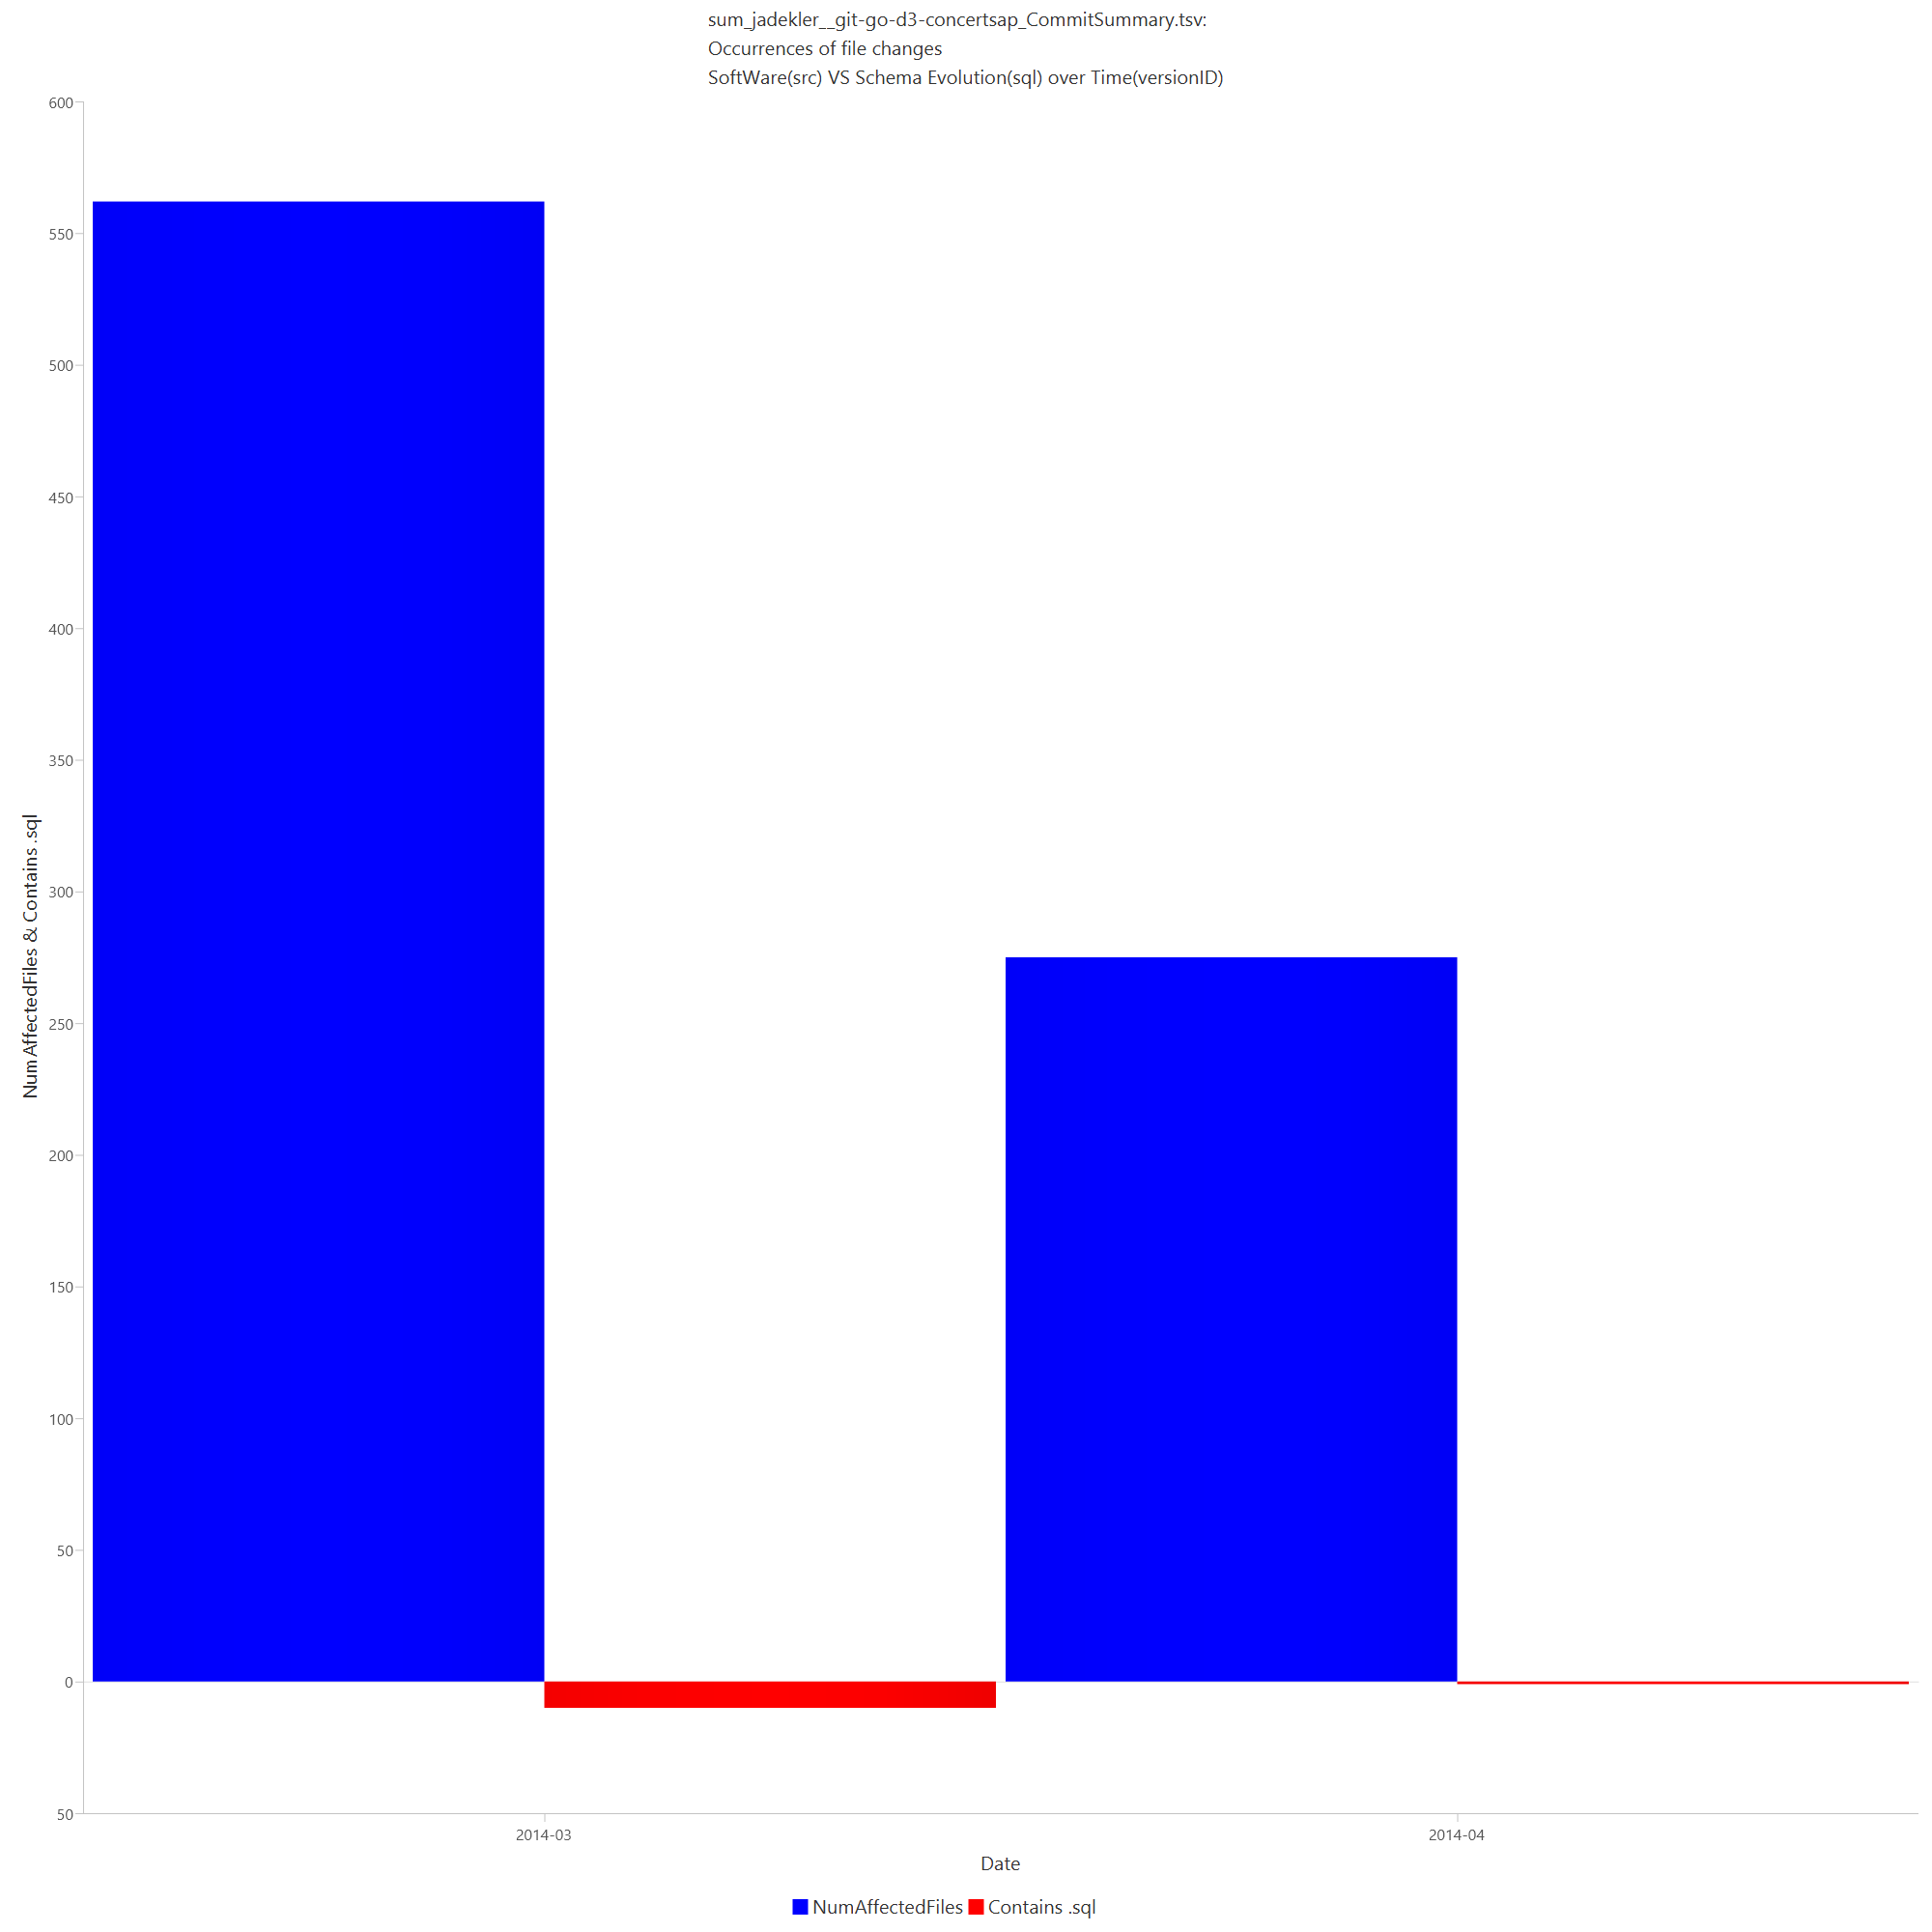 sum_jadekler__git-go-d3-concertsap_CommitSummary.tsv:
Occurrences of file changes
SoftWare(src) VS Schema Evolution(sql) over Time(versionID)
600
550
500
450
400
350
300
250
200
150
100
50
0
50
Num AffectedFiles & Contains .sql
2014-03
2014-04
Date
NumAffectedFiles
Contains .sql